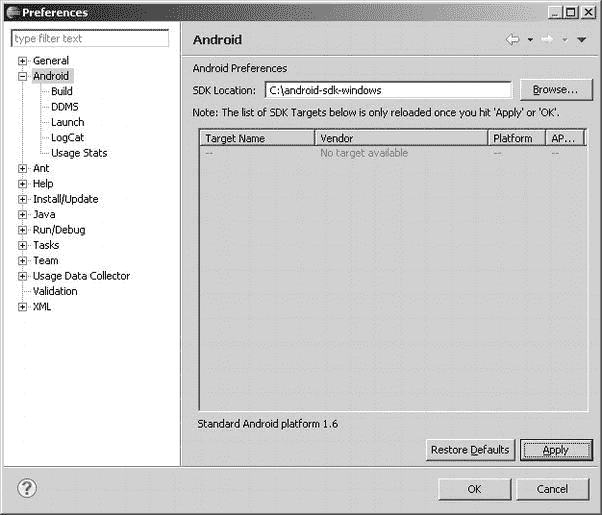 Preferences
type filter text
Android
General
Android
Build
DDMS
Launch
LogCat
Usage Stats
Ant
Help
Install/Update
Java
Run/Debug
Tasks
Team
Usage Data Collector
Validation
XML
Android Preferences
SDK Location: C:\android-sdk-windows Browse...
Note: The list of SDK Targets below is only reloaded once you hit 'Apply' or 'OK'.
Target Name Vendor Platform AP...
-- No target available -- --
Standard Android platform 1.6
Restore Defaults Apply
? OK Cancel